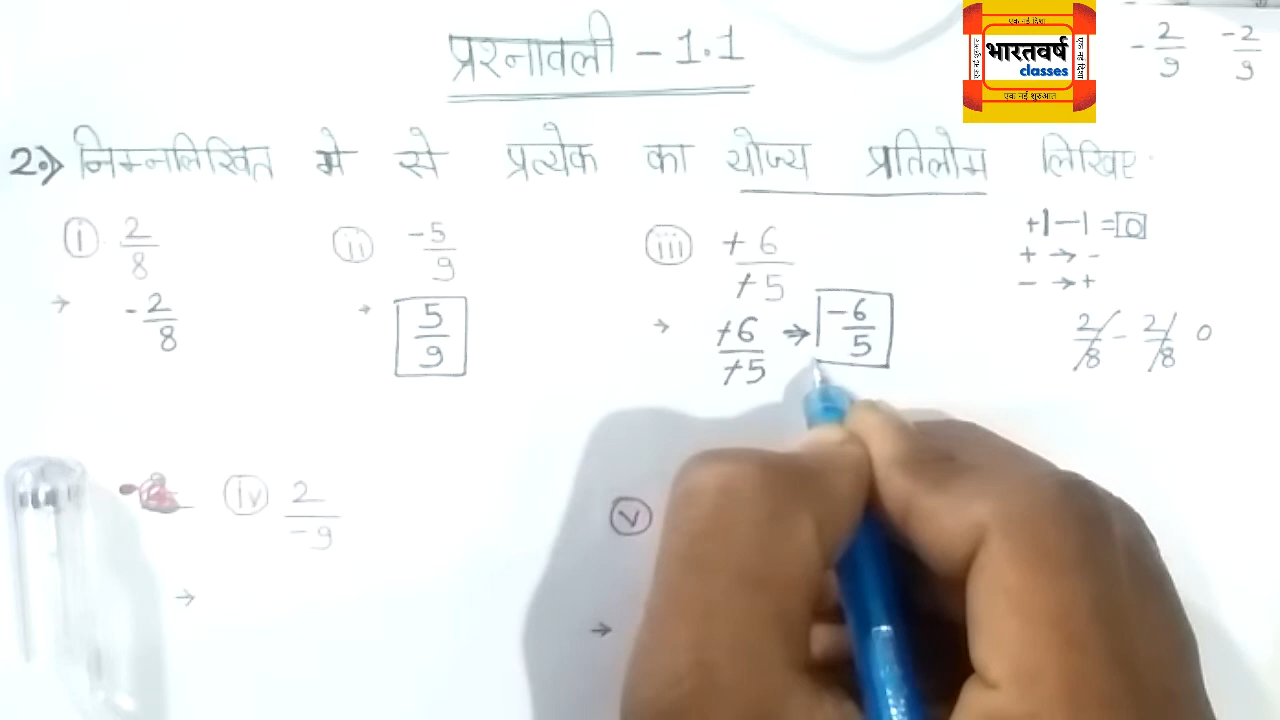 प्रश्नावली - 1.1
एक नई दिशा
भारतवर्ष
classes
एक नई शुरुआत
- 2/9 -2/9
2.) निम्नलिखित मे से प्रत्येक का योज्य प्रतिलोम लिखिए
i 2/8 ii -5/9 iii +6/+5
+1-1=0
+ → -
- → +
→ -2/8 → 5/9 → +6/+5 → -6/5
2/8 - 2/8 0
iv 2/-9 v
→ →